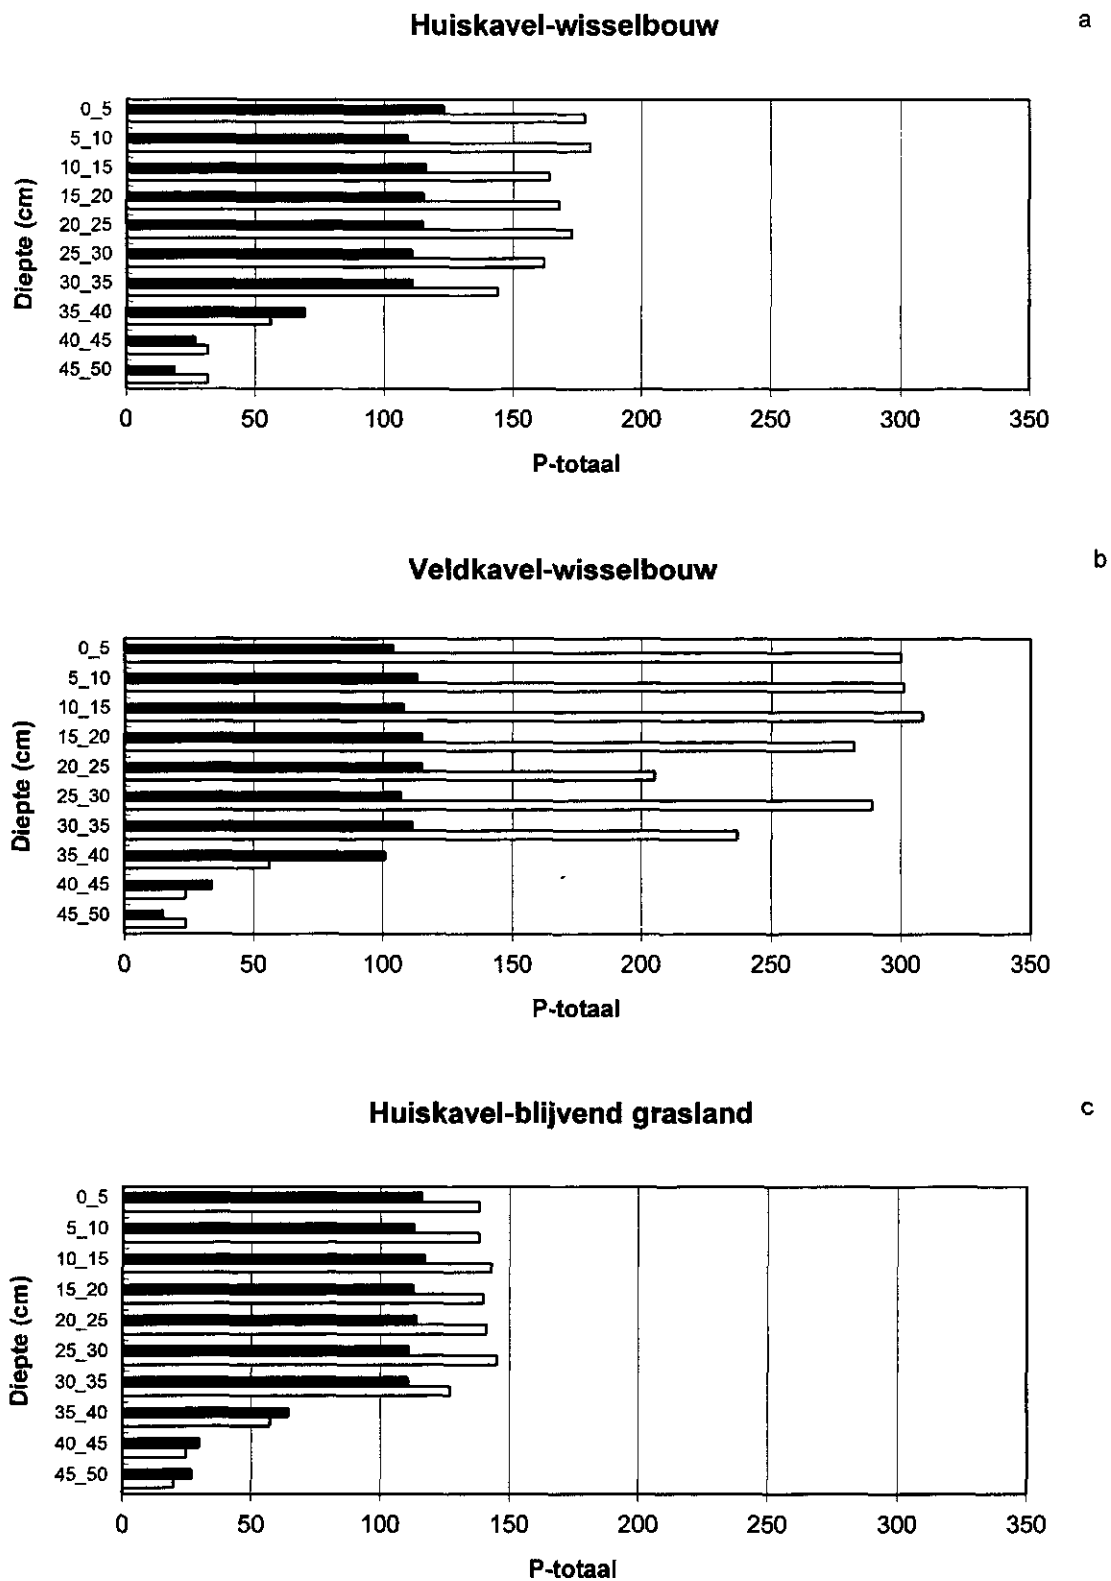 Huiskavel-wisselbouw
a
Diepte (cm)
0_5
5_10
10_15
15_20
20_25
25_30
30_35
35_40
40_45
45_50
0 50 100 150 200 250 300 350
P-totaal
Veldkavel-wisselbouw
b
Diepte (cm)
0_5
5_10
10_15
15_20
20_25
25_30
30_35
35_40
40_45
45_50
0 50 100 150 200 250 300 350
P-totaal
Huiskavel-blijvend grasland
c
Diepte (cm)
0_5
5_10
10_15
15_20
20_25
25_30
30_35
35_40
40_45
45_50
0 50 100 150 200 250 300 350
P-totaal